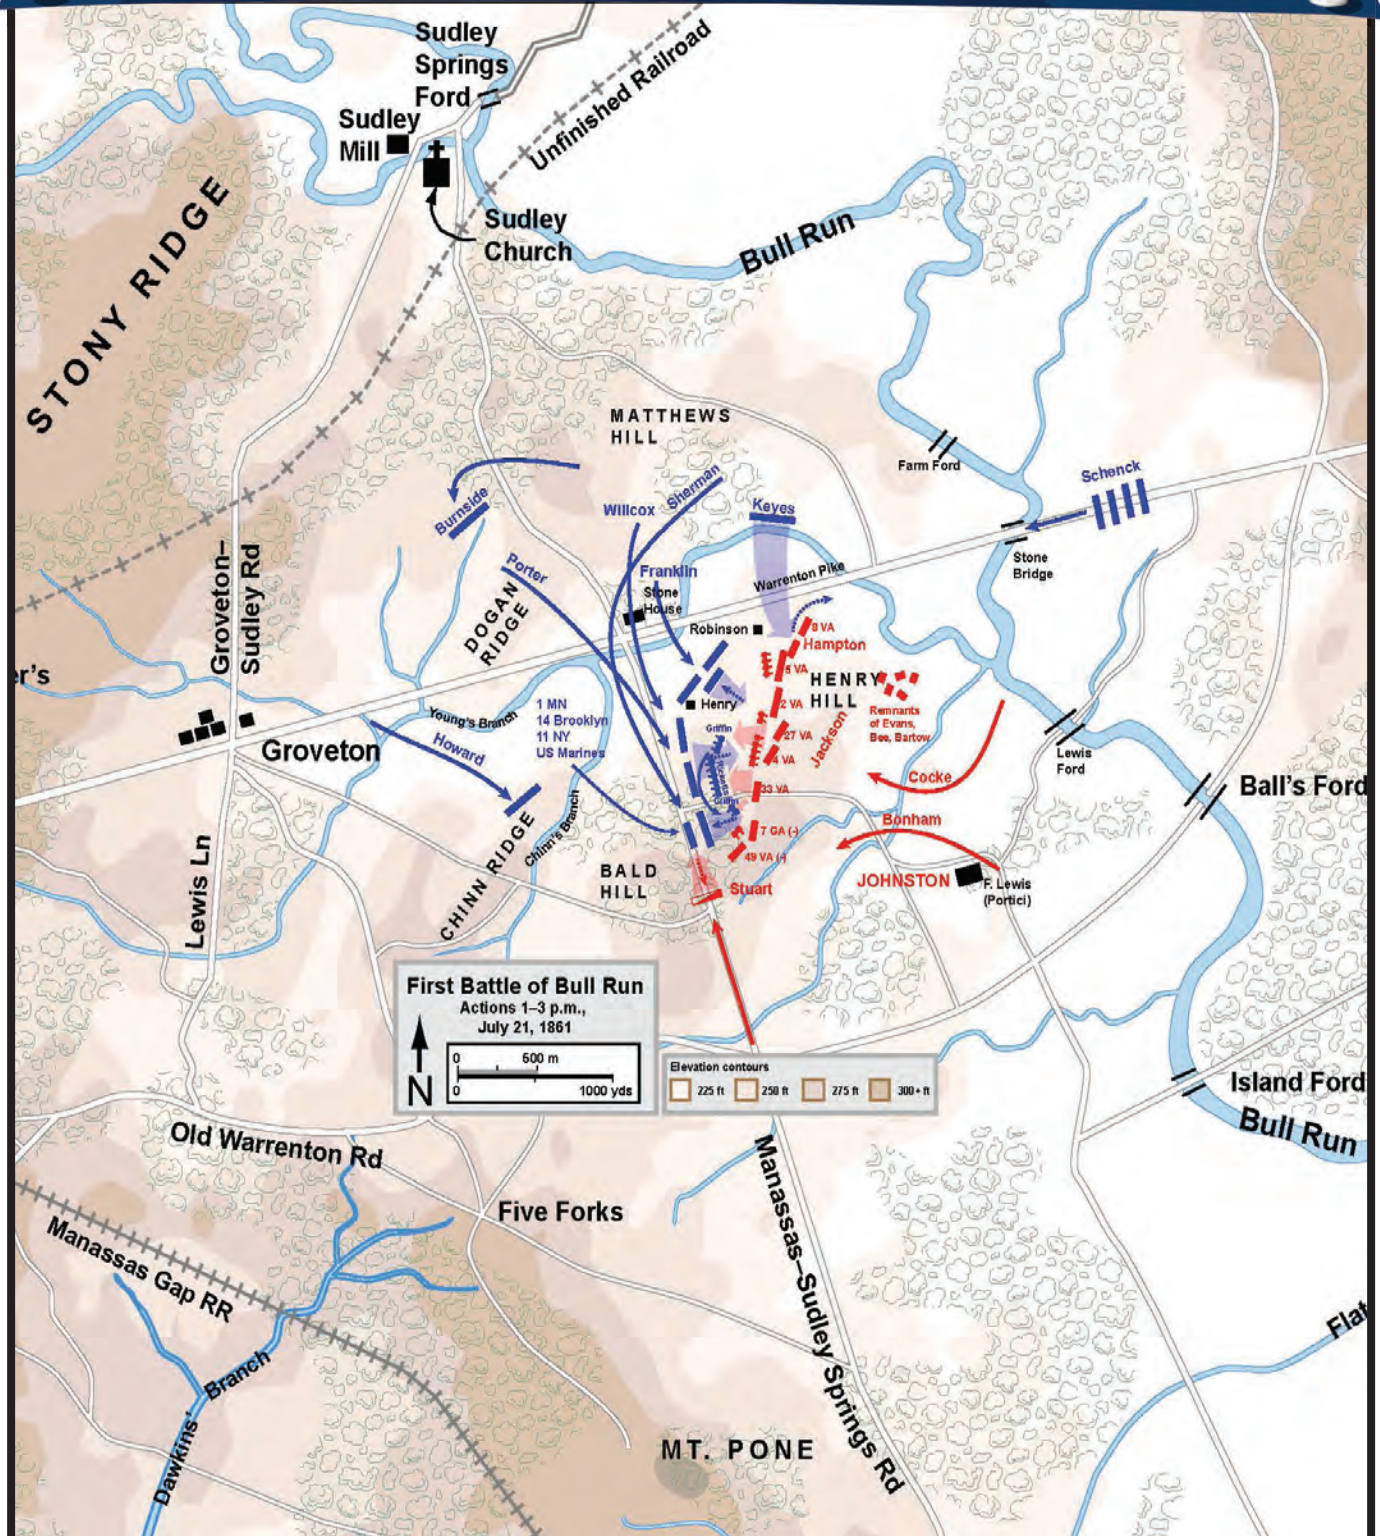 Sudley
Springs
Ford
Unfinished Railroad
Sudley
Mill
Sudley
Church
STONY RIDGE
Bull Run
MATTHEWS
HILL
Farm Ford
Schenck
Burnside
Willcox
Sherman
Keyes
Stone
Bridge
Groveton–
Sudley Rd
Porter
Franklin
Stone
House
Warrenton Pike
DOGAN
RIDGE
Robinson
8 VA
Hampton
5 VA
HENRY
HILL
er's
1 MN
14 Brooklyn
11 NY
US Marines
Young's Branch
Henry
2 VA
Remnants
of Evans,
Bee, Bartow
Griffin
27 VA
4 VA
Jackson
Groveton
Howard
Ricketts
Griffin
33 VA
Cocke
Lewis
Ford
Ball's Ford
Chinn's Branch
7 GA (-)
Bonham
49 VA (-)
CHINN RIDGE
BALD
HILL
Stuart
JOHNSTON
F. Lewis
(Portici)
Lewis Ln
First Battle of Bull Run
Actions 1–3 p.m.,
July 21, 1861
0 500 m
0 1000 yds
N
Elevation contours
225 ft 250 ft 275 ft 300+ ft
Island Ford
Bull Run
Old Warrenton Rd
Manassas–Sudley Springs Rd
Five Forks
Manassas Gap RR
Flat
Dawkins' Branch
MT. PONE